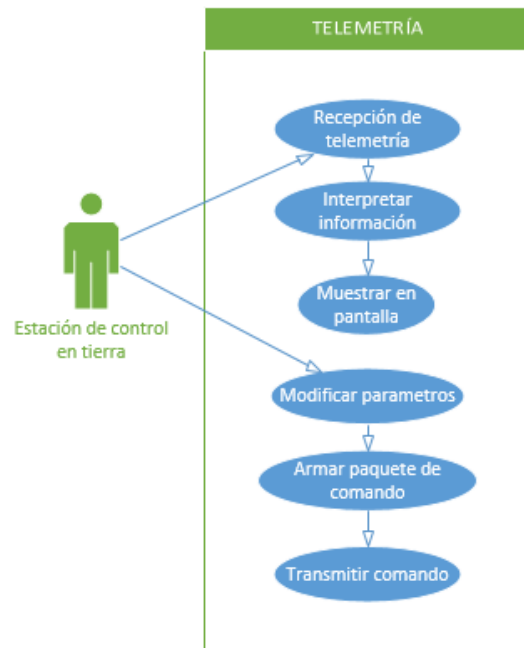 TELEMETRÍA
Recepción de
telemetría
Interpretar
información
Muestrar en
pantalla
Estación de control
en tierra
Modificar parametros
Armar paquete de
comando
Transmitir comando